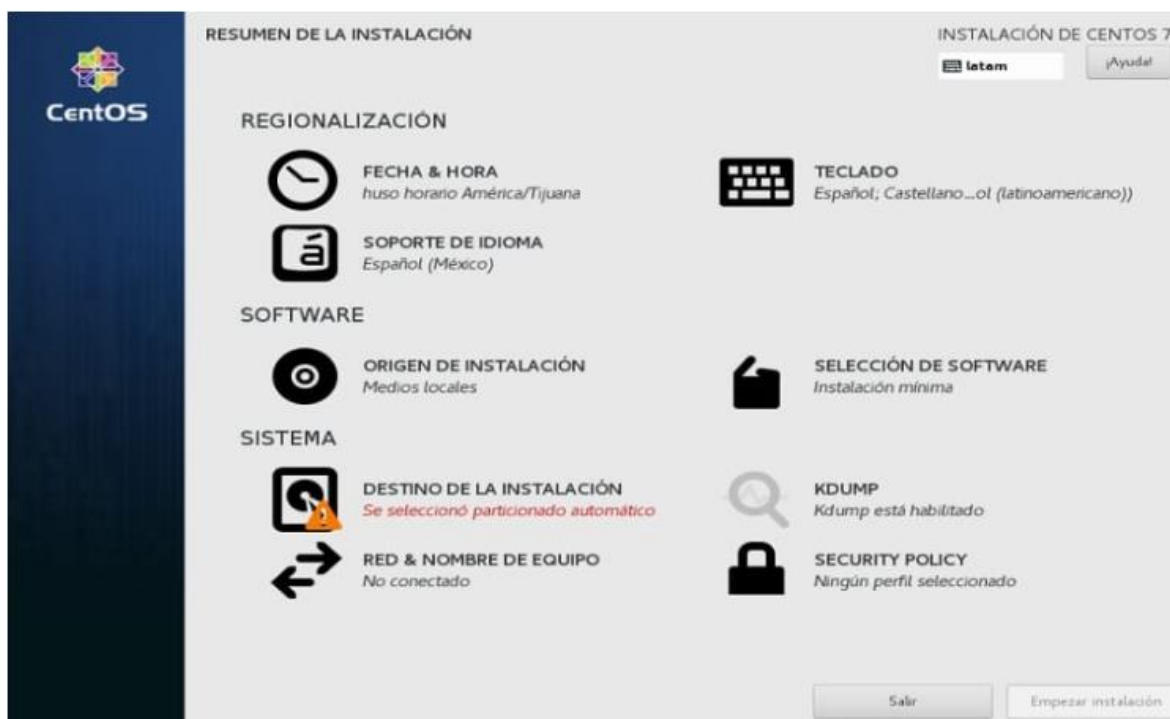 RESUMEN DE LA INSTALACIÓN
INSTALACIÓN DE CENTOS 7
latam
¡Ayuda!
CentOS
REGIONALIZACIÓN
FECHA & HORA
huso horario América/Tijuana
TECLADO
Español; Castellano...ol (latinoamericano))
á
SOPORTE DE IDIOMA
Español (México)
SOFTWARE
ORIGEN DE INSTALACIÓN
Medios locales
SELECCIÓN DE SOFTWARE
Instalación mínima
SISTEMA
DESTINO DE LA INSTALACIÓN
Se seleccionó particionado automático
KDUMP
Kdump está habilitado
RED & NOMBRE DE EQUIPO
No conectado
SECURITY POLICY
Ningún perfil seleccionado
Salir
Empezar instalación